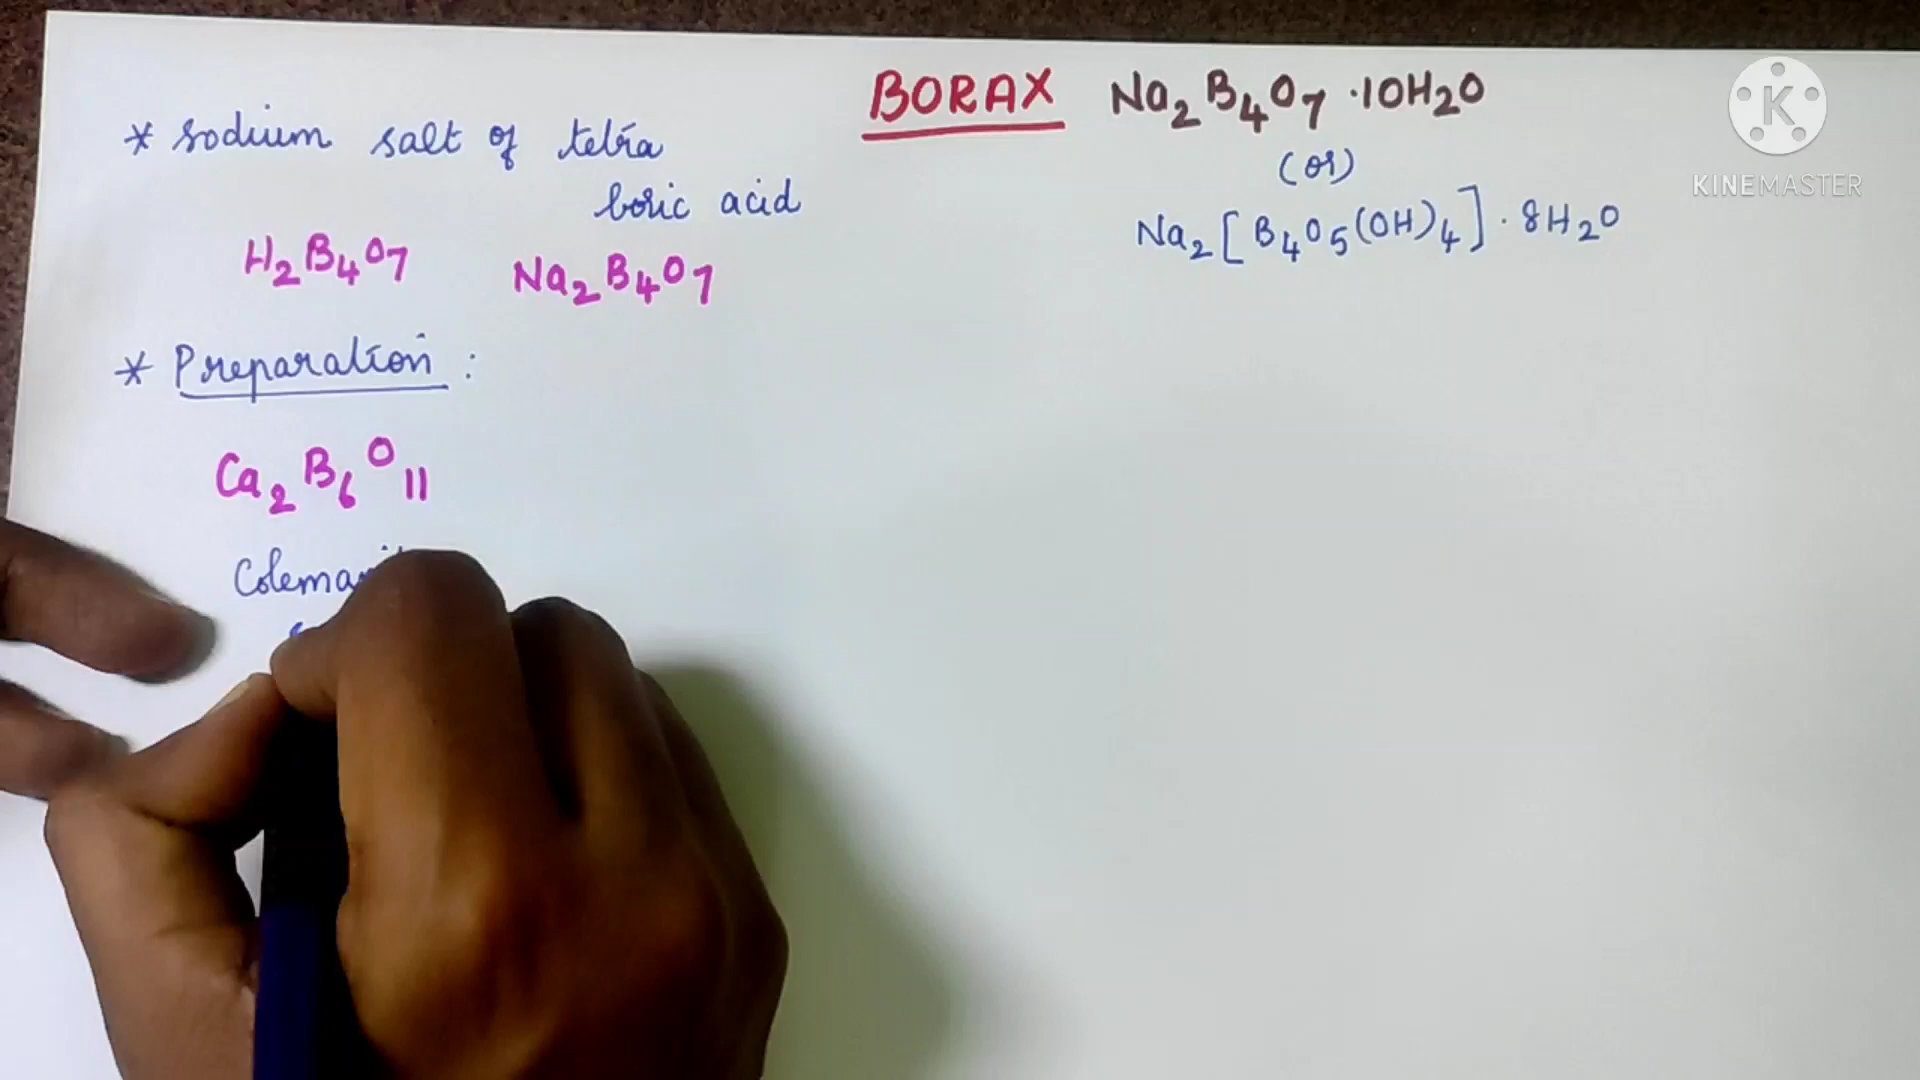 BORAX Na2B4O7 ·10H2O
(or)
Na2[B4O5(OH)4]·8H2O
* sodium salt of tetra
boric acid
H2B4O7 Na2B4O7
* Preparation :
Ca2B6O11
K
KINEMASTER